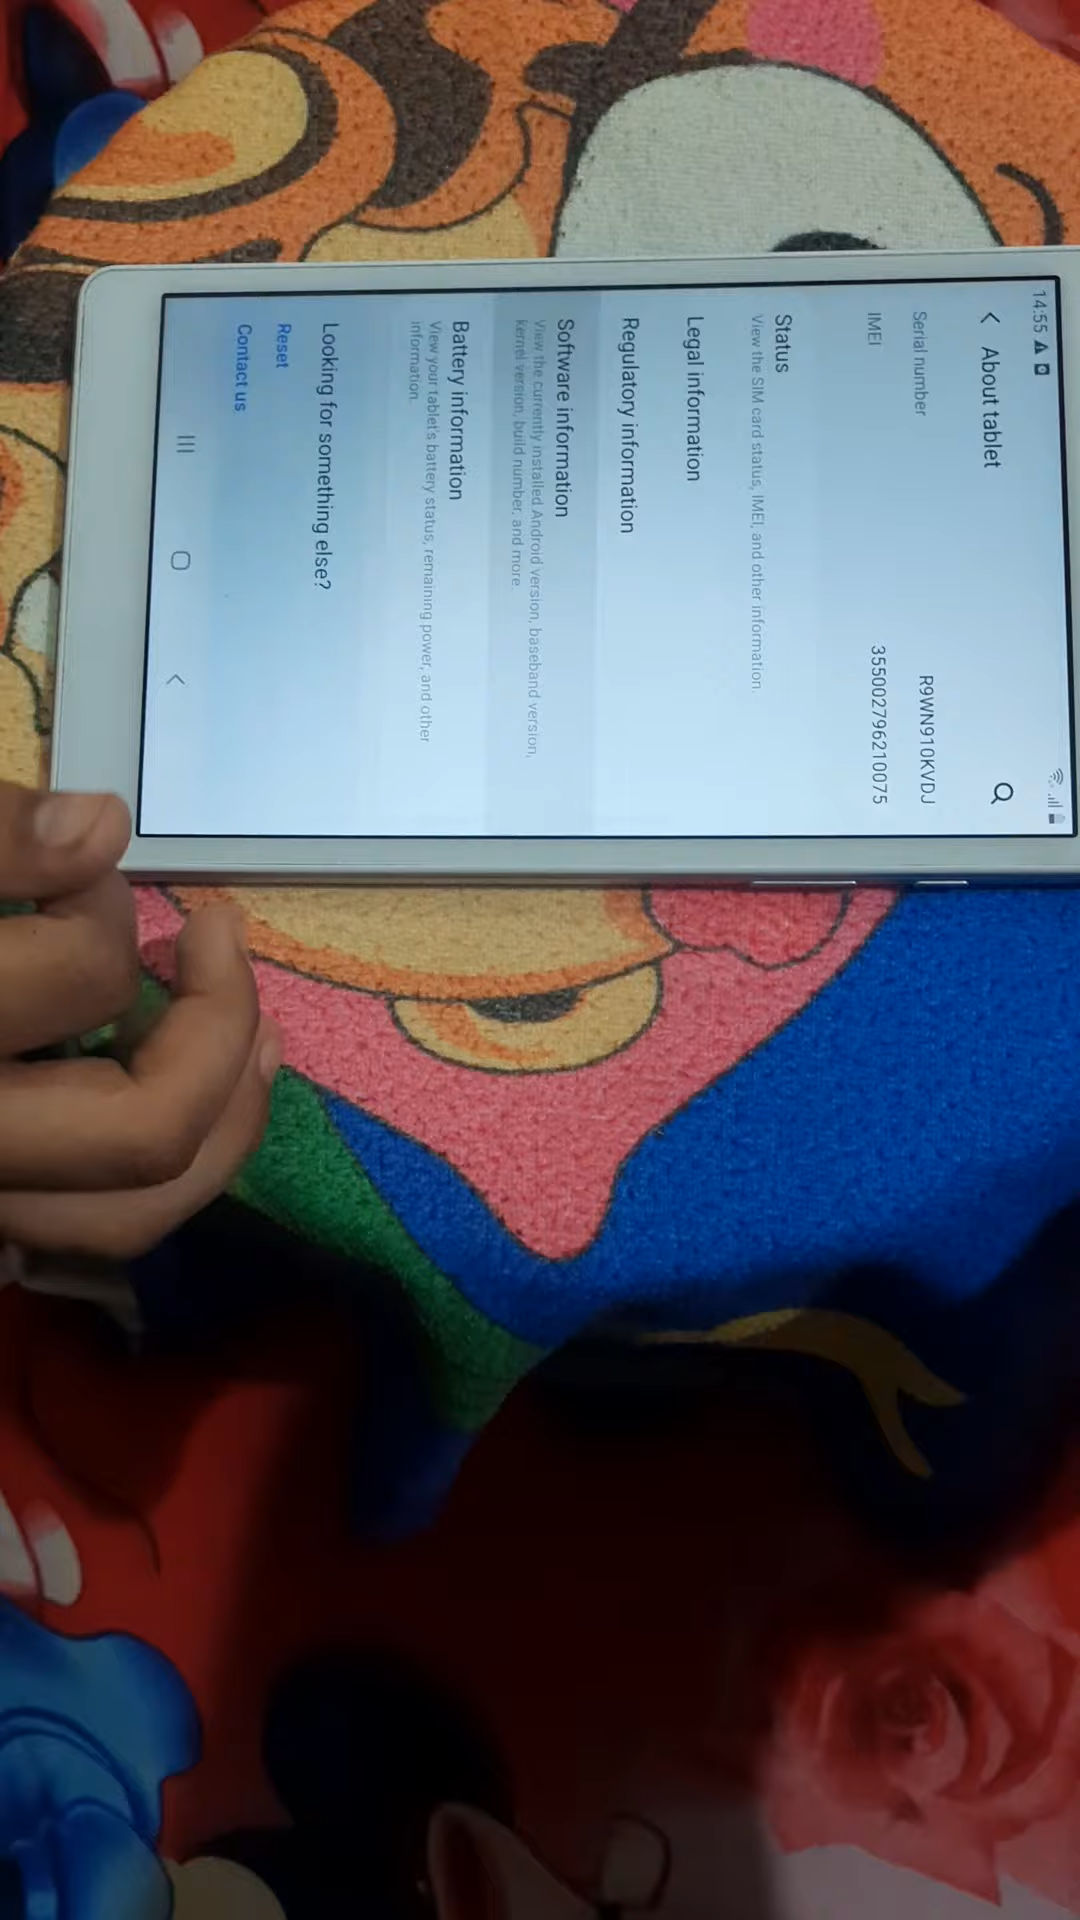 14:55
About tablet
Serial number R9WN910KVDJ
IMEI 355002796210075
Status
View the SIM card status, IMEI, and other information.
Legal information
Regulatory information
Software information
View the currently installed Android version, baseband version,
kernel version, build number, and more.
Battery information
View your tablet's battery status, remaining power, and other
information.
Looking for something else?
Reset
Contact us